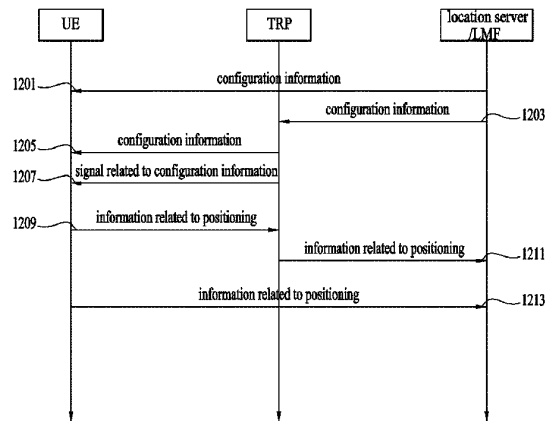 UE
TRP
location server
/LMF
1201
configuration information
configuration information
1203
1205
configuration information
1207
signal related to configuration information
1209
information related to positioning
information related to positioning
1211
information related to positioning
1213